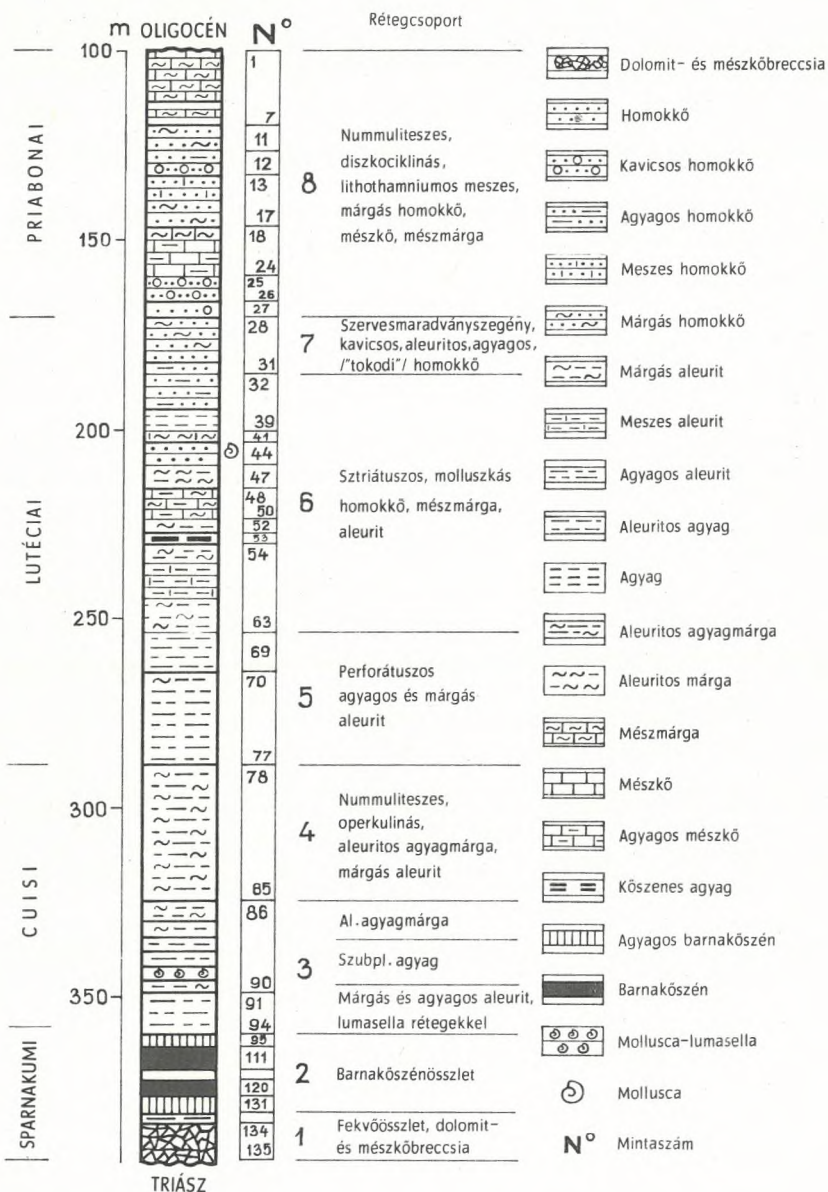 m OLIGOCÉN N° Rétegcsoport
100
150
200
250
300
350
PRIABONAI
LUTÉCIAI
CUISI
SPARNAKUMI
1
7
11
12
13
17
18
24
25
26
27
28
31
32
39
41
44
47
48
50
52
53
54
63
69
70
77
78
85
86
90
91
94
95
111
120
131
134
135
TRIÁSZ
8
Nummuliteszes,
diszkociklinás,
lithothamniumos meszes,
márgás homokkő,
mészkő, mészmárga
7
Szervesmaradványszegény,
kavicsos, aleuritos, agyagos,
/"tokodi"/ homokkő
6
Sztriátuszos, molluszkás
homokkő, mészmárga,
aleurit
5
Perforátuszos
agyagos és márgás
aleurit
4
Nummuliteszes,
operkulinás,
aleuritos agyagmárga,
márgás aleurit
3
Al. agyagmárga
Szubpl. agyag
Márgás és agyagos aleurit,
lumasella rétegekkel
2
Barnakőszénösszlet
1
Fekvőösszlet, dolomit-
és mészkőbreccsia
Dolomit- és mészkőbreccsia
Homokkő
Kavicsos homokkő
Agyagos homokkő
Meszes homokkő
Márgás homokkő
Márgás aleurit
Meszes aleurit
Agyagos aleurit
Aleuritos agyag
Agyag
Aleuritos agyagmárga
Aleuritos márga
Mészmárga
Mészkő
Agyagos mészkő
Kőszenes agyag
Agyagos barnakőszén
Barnakőszén
Mollusca-lumasella
Mollusca
N° Mintaszám